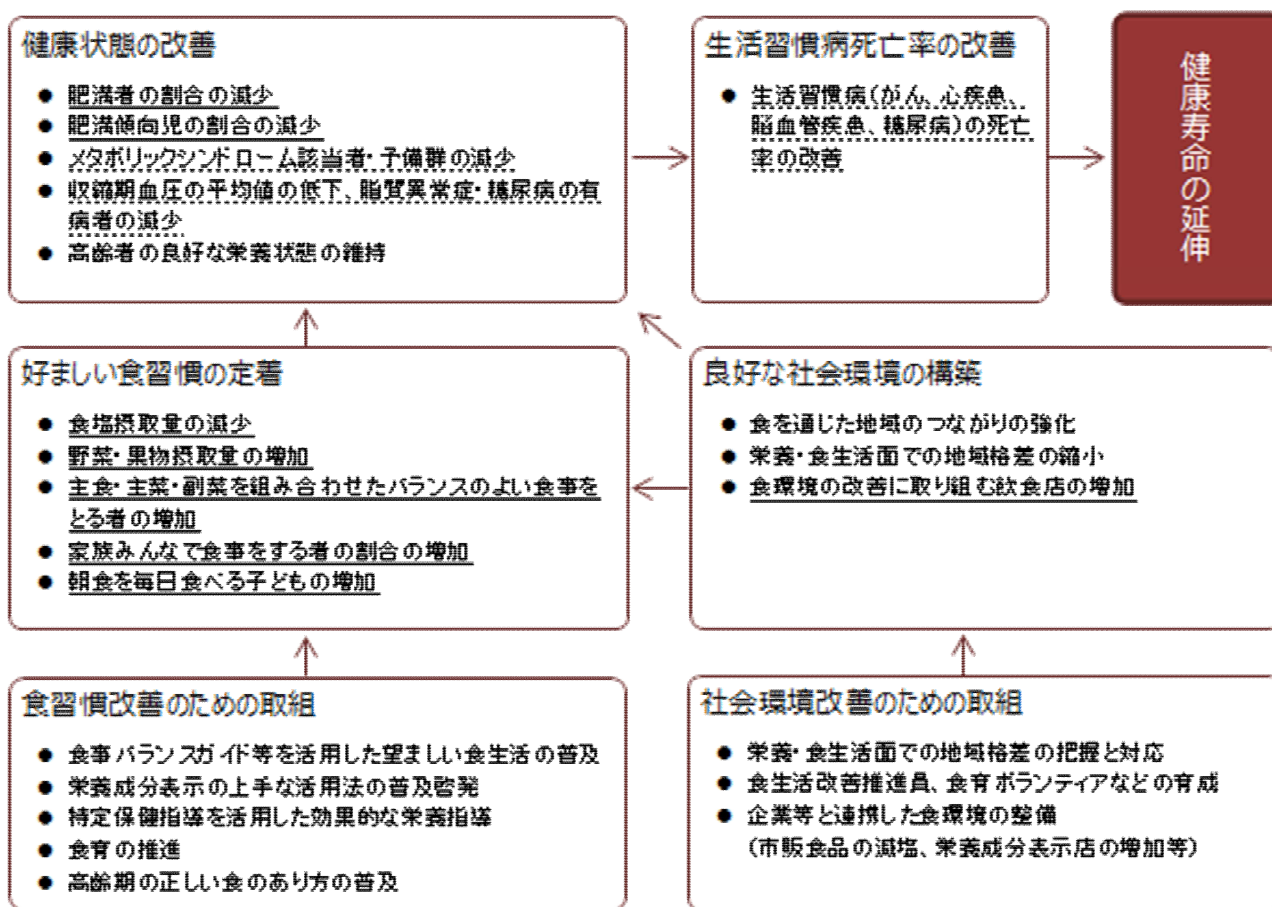 健康状態の改善
● 肥満者の割合の減少
● 肥満傾向児の割合の減少
● メタボリックシンドローム該当者・予備群の減少
● 収縮期血圧の平均値の低下、脂質異常症・糖尿病の有
病者の減少
● 高齢者の良好な栄養状態の維持
生活習慣病死亡率の改善
● 生活習慣病(がん、心疾患、
脳血管疾患、糖尿病)の死亡
率の改善
健康寿命の延伸
好ましい食習慣の定着
● 食塩摂取量の減少
● 野菜・果物摂取量の増加
● 主食・主菜・副菜を組み合わせたバランスのよい食事を
とる者の増加
● 家族みんなで食事をする者の割合の増加
● 朝食を毎日食べる子どもの増加
良好な社会環境の構築
● 食を通じた地域のつながりの強化
● 栄養・食生活面での地域格差の縮小
● 食環境の改善に取り組む飲食店の増加
食習慣改善のための取組
● 食事バランスガイド等を活用した望ましい食生活の普及
● 栄養成分表示の上手な活用法の普及啓発
● 特定保健指導を活用した効果的な栄養指導
● 食育の推進
● 高齢期の正しい食のあり方の普及
社会環境改善のための取組
● 栄養・食生活面での地域格差の把握と対応
● 食生活改善推進員、食育ボランティアなどの育成
● 企業等と連携した食環境の整備
(市販食品の減塩、栄養成分表示店の増加等)